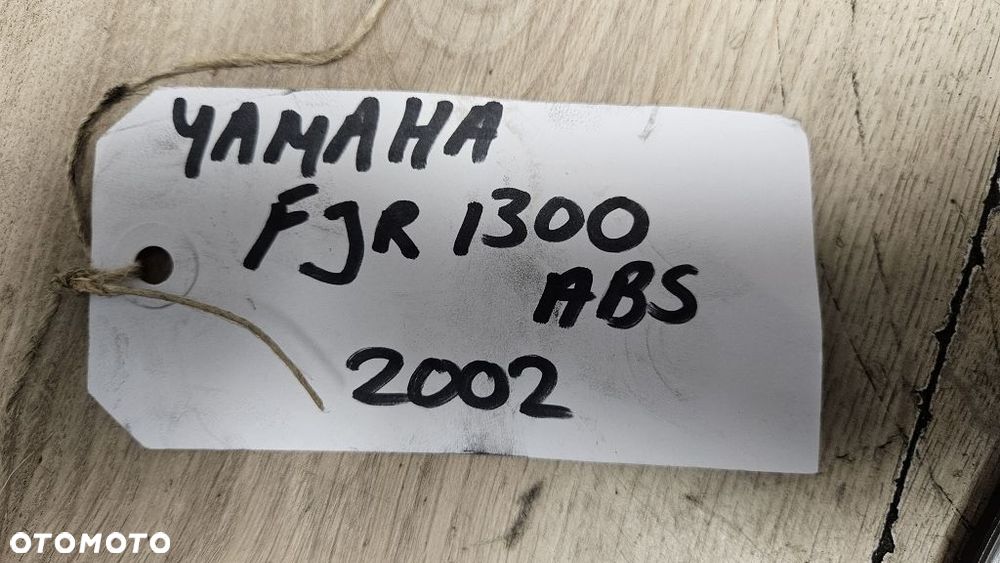 YAMAHA
FJR 1300
ABS
2002
OTOMOTO